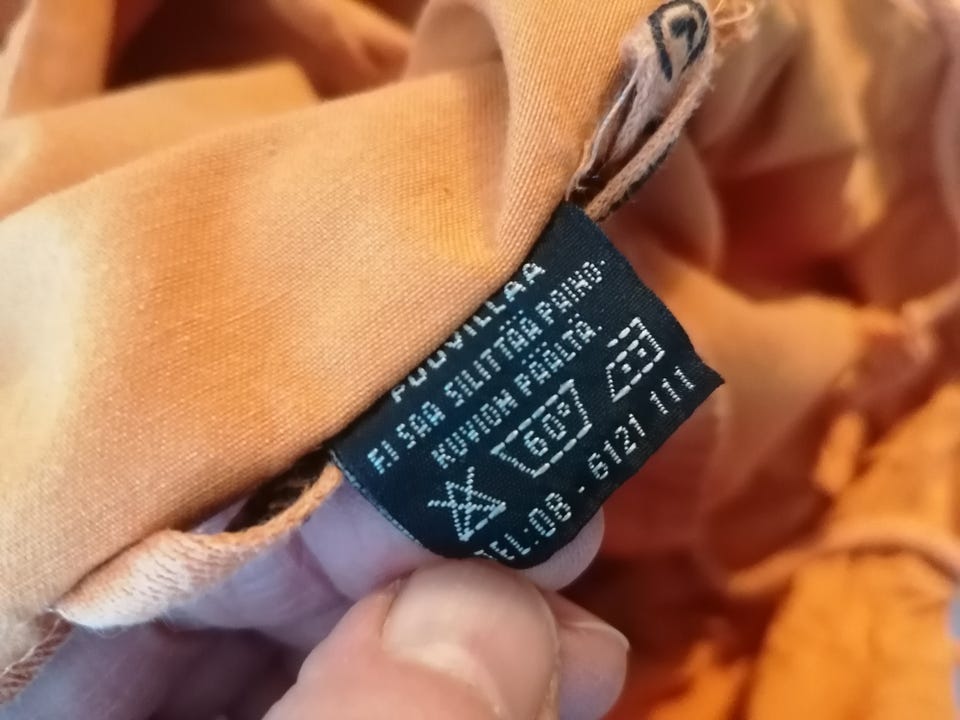 PUUVILLAA
EI SAA SILITTÄÄ PAINO-
KUVION PÄÄLTÄ.
60°
TEL:08-6121 111